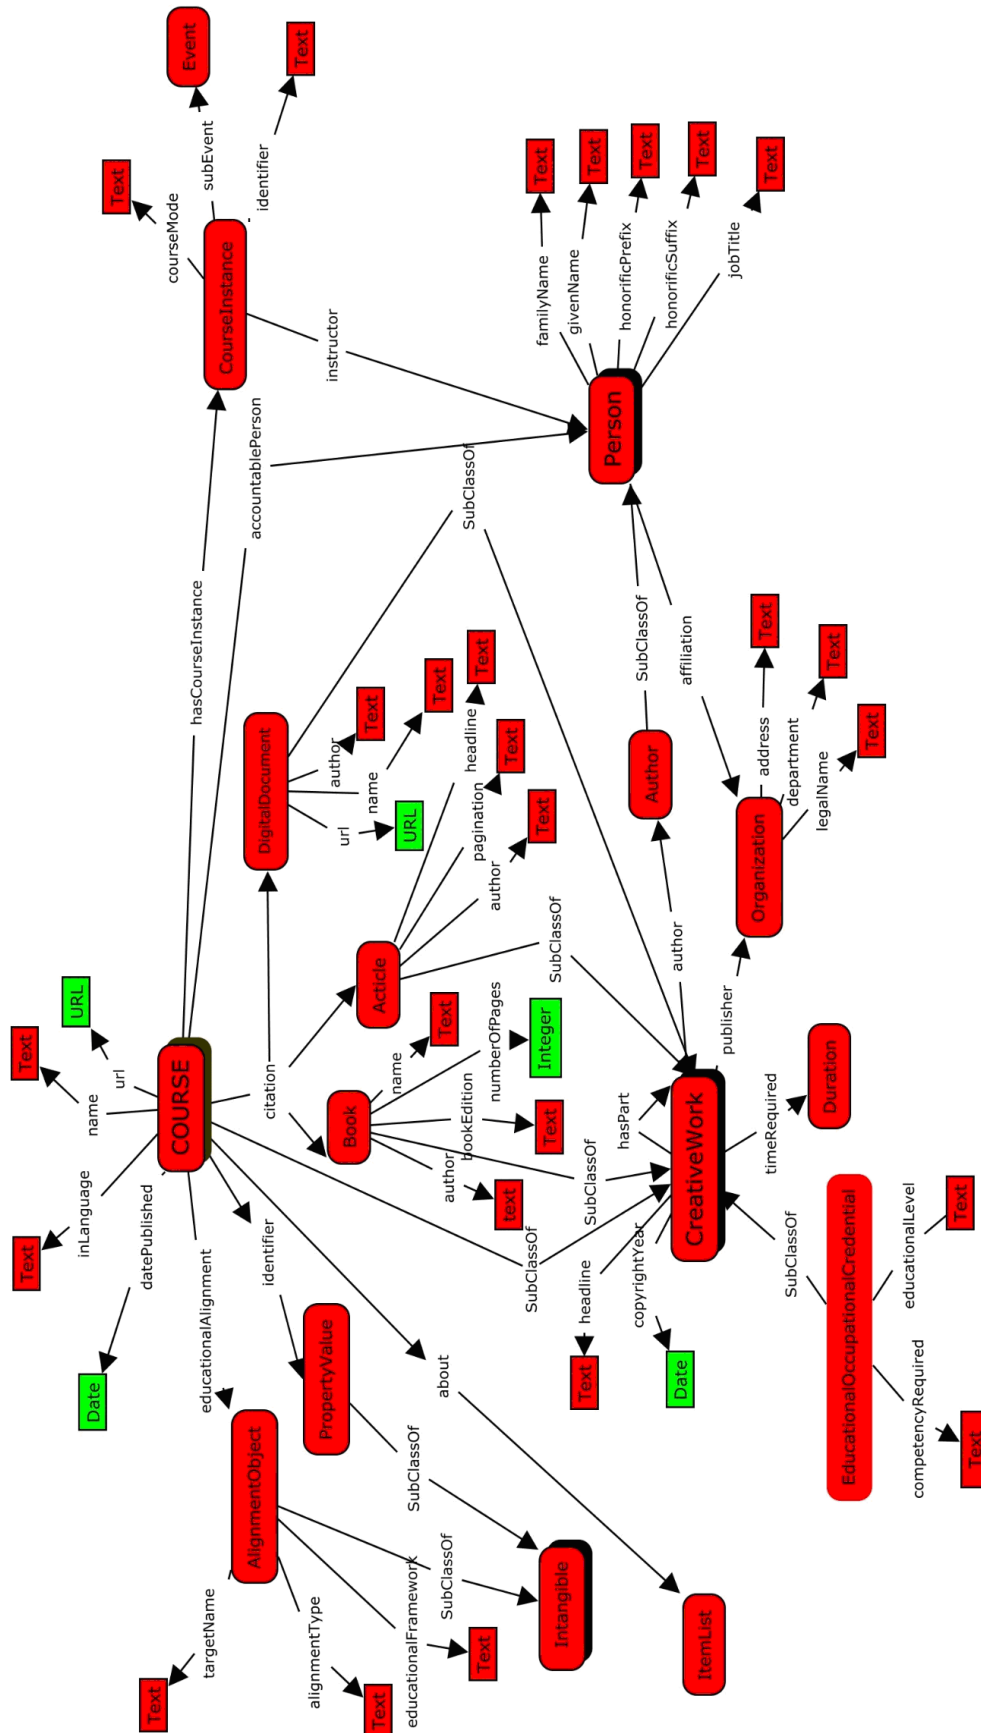 Text
targetName
Text
alignmentType
Text
educationalFramework
AlignmentObject
SubClassOf
Intangible
SubClassOf
PropertyValue
ItemList
about
Date
datePublished
Text
inLanguage
educationalAlignment
identifier
Text
name
URL
url
COURSE
citation
SubClassOf
hasCourseInstance
accountablePerson
Book
author
text
bookEdition
Text
name
Text
numberOfPages
Integer
SubClassOf
Acticle
author
Text
pagination
Text
headline
Text
SubClassOf
DigitalDocument
url
URL
name
Text
author
Text
SubClassOf
CourseInstance
courseMode
Text
subEvent
Event
identifier
Text
instructor
Person
familyName
Text
givenName
Text
honorificPrefix
Text
honorificSuffix
Text
jobTitle
Text
CreativeWork
hasPart
headline
Text
copyrightYear
Date
timeRequired
Duration
author
Author
SubClassOf
publisher
Organization
affiliation
address
Text
department
Text
legalName
Text
SubClassOf
EducationalOccupationalCredential
competencyRequired
Text
educationalLevel
Text